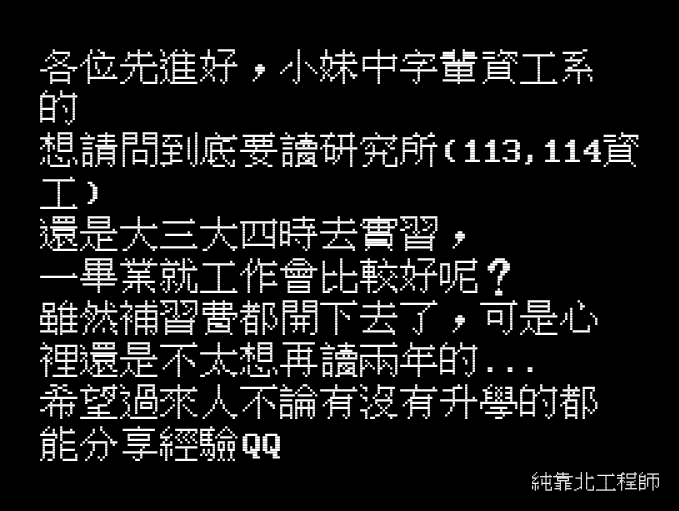 各位先進好，小妹中字輩資工系
的
想請問到底要讀研究所(113,114資
工)
還是大三大四時去實習，
一畢業就工作會比較好呢?
雖然補習費都開下去了，可是心
裡還是不太想再讀兩年的...
希望過來人不論有沒有升學的都
能分享經驗QQ
純靠北工程師